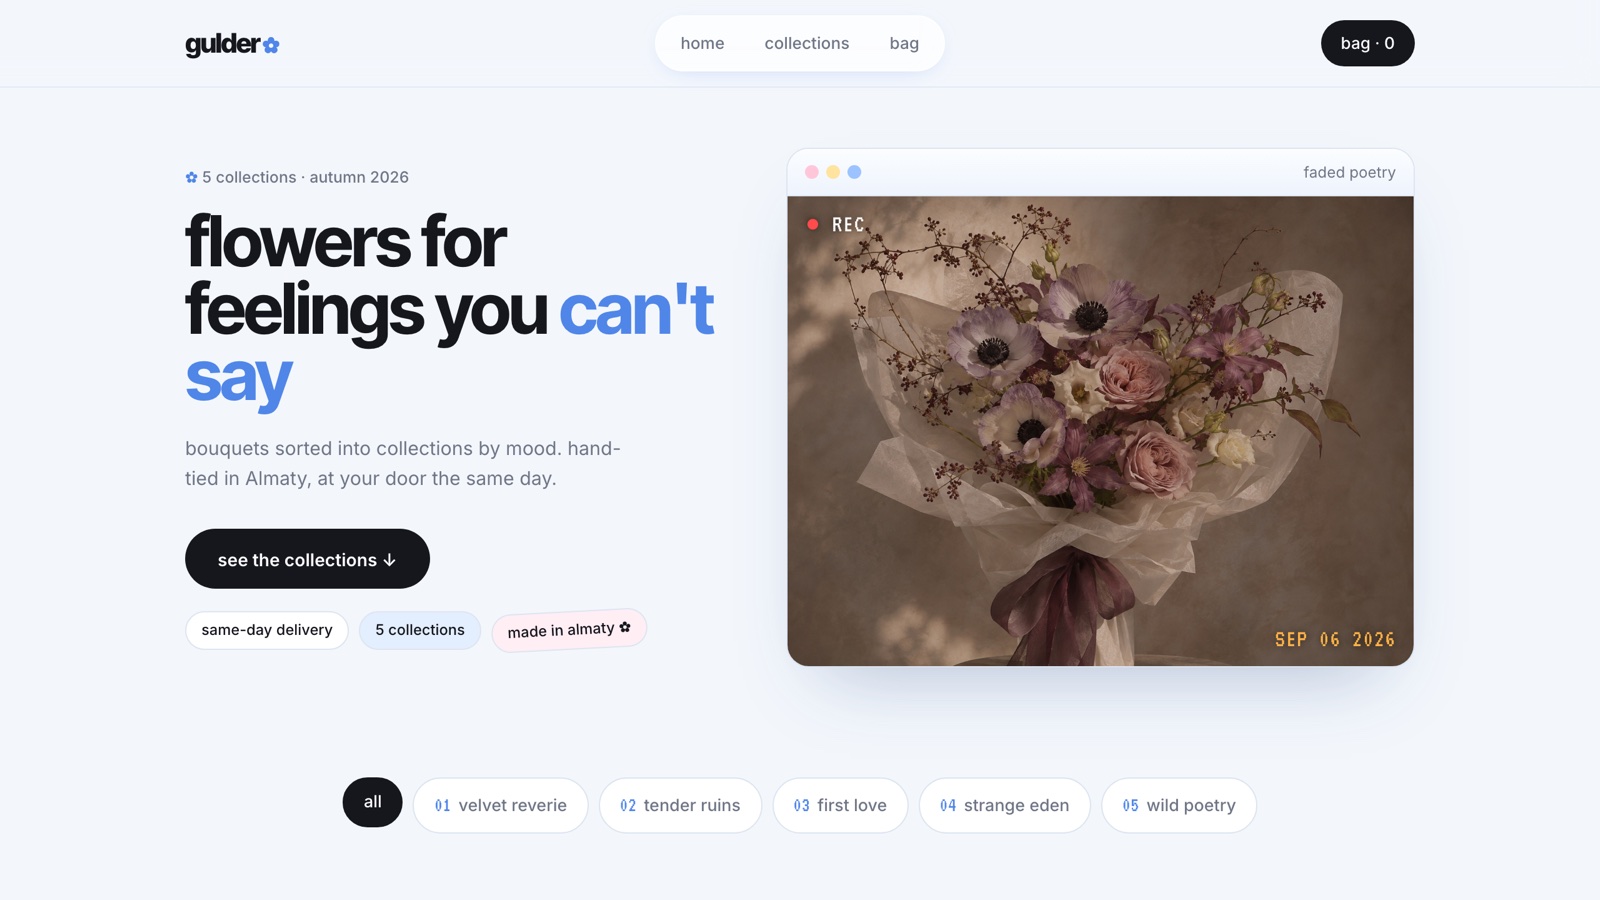 gulder✿
home
collections
bag
bag · 0
✿ 5 collections · autumn 2026
flowers for
feelings you can't
say
bouquets sorted into collections by mood. hand-
tied in Almaty, at your door the same day.
see the collections ↓
same-day delivery
5 collections
made in almaty ✿
faded poetry
REC
SEP 06 2026
all
01 velvet reverie
02 tender ruins
03 first love
04 strange eden
05 wild poetry